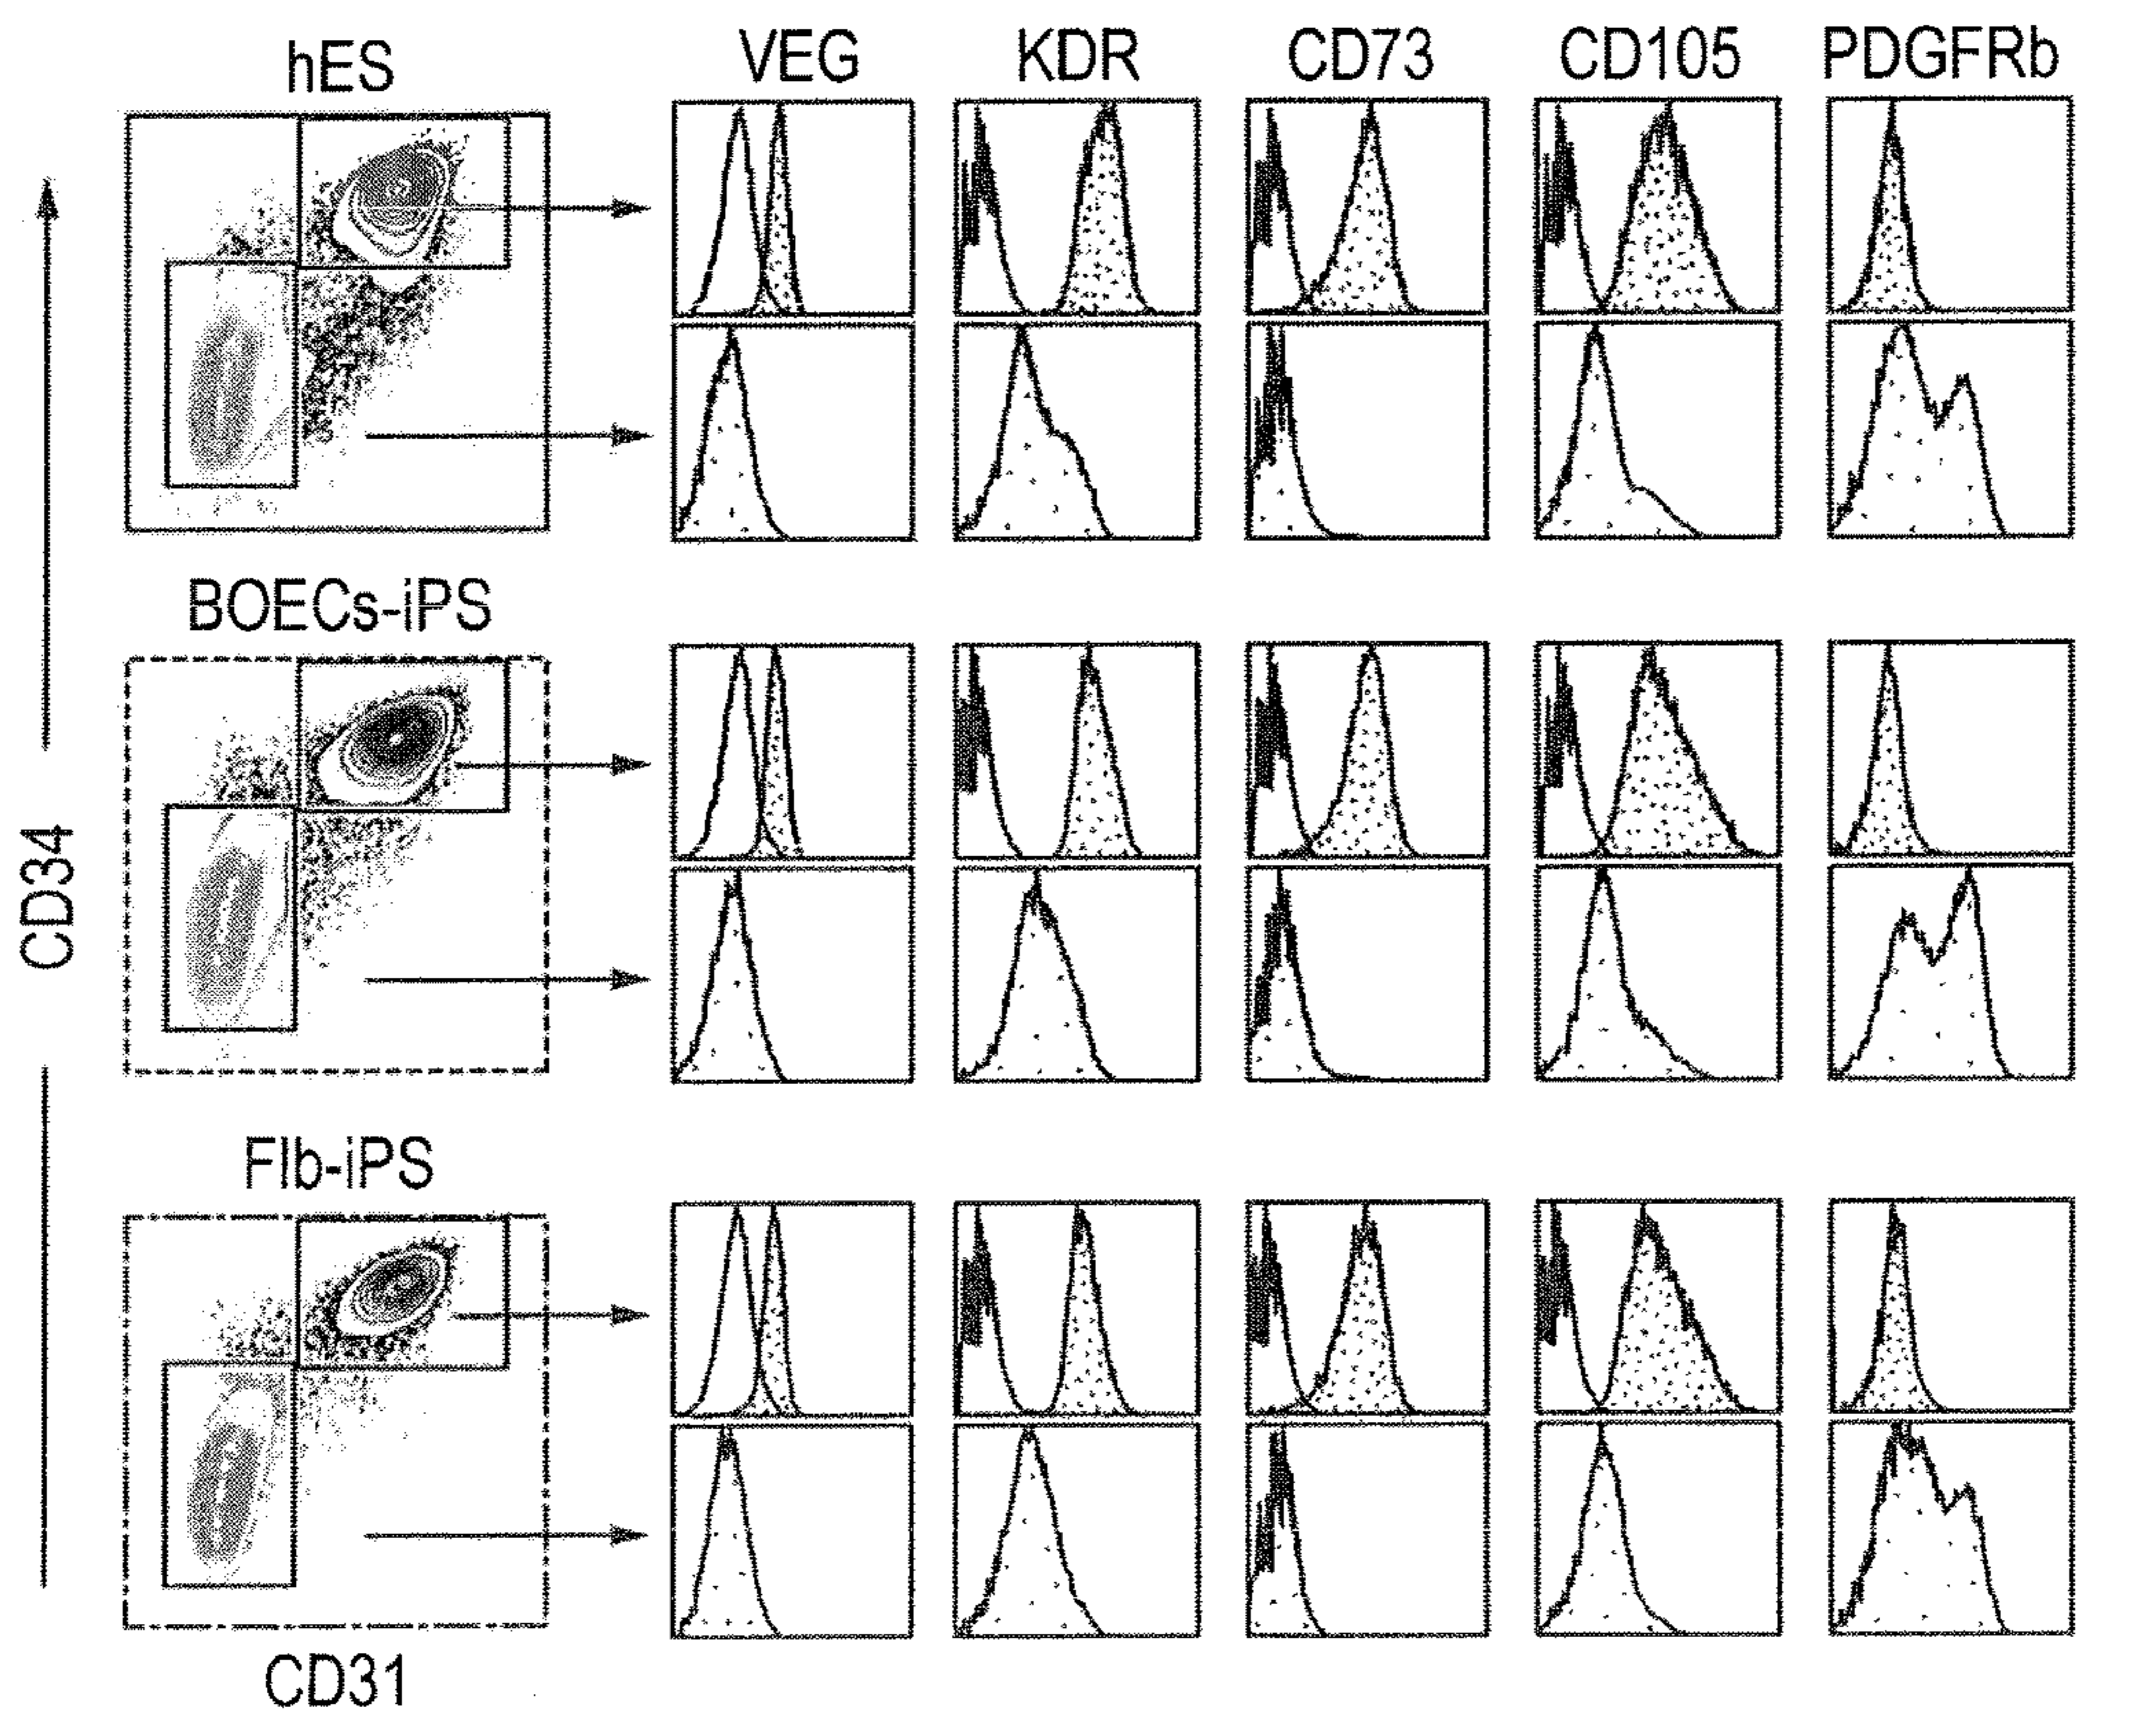 hES
VEG
KDR
CD73
CD105
PDGFRb
BOECs-iPS
CD34
Flb-iPS
CD31